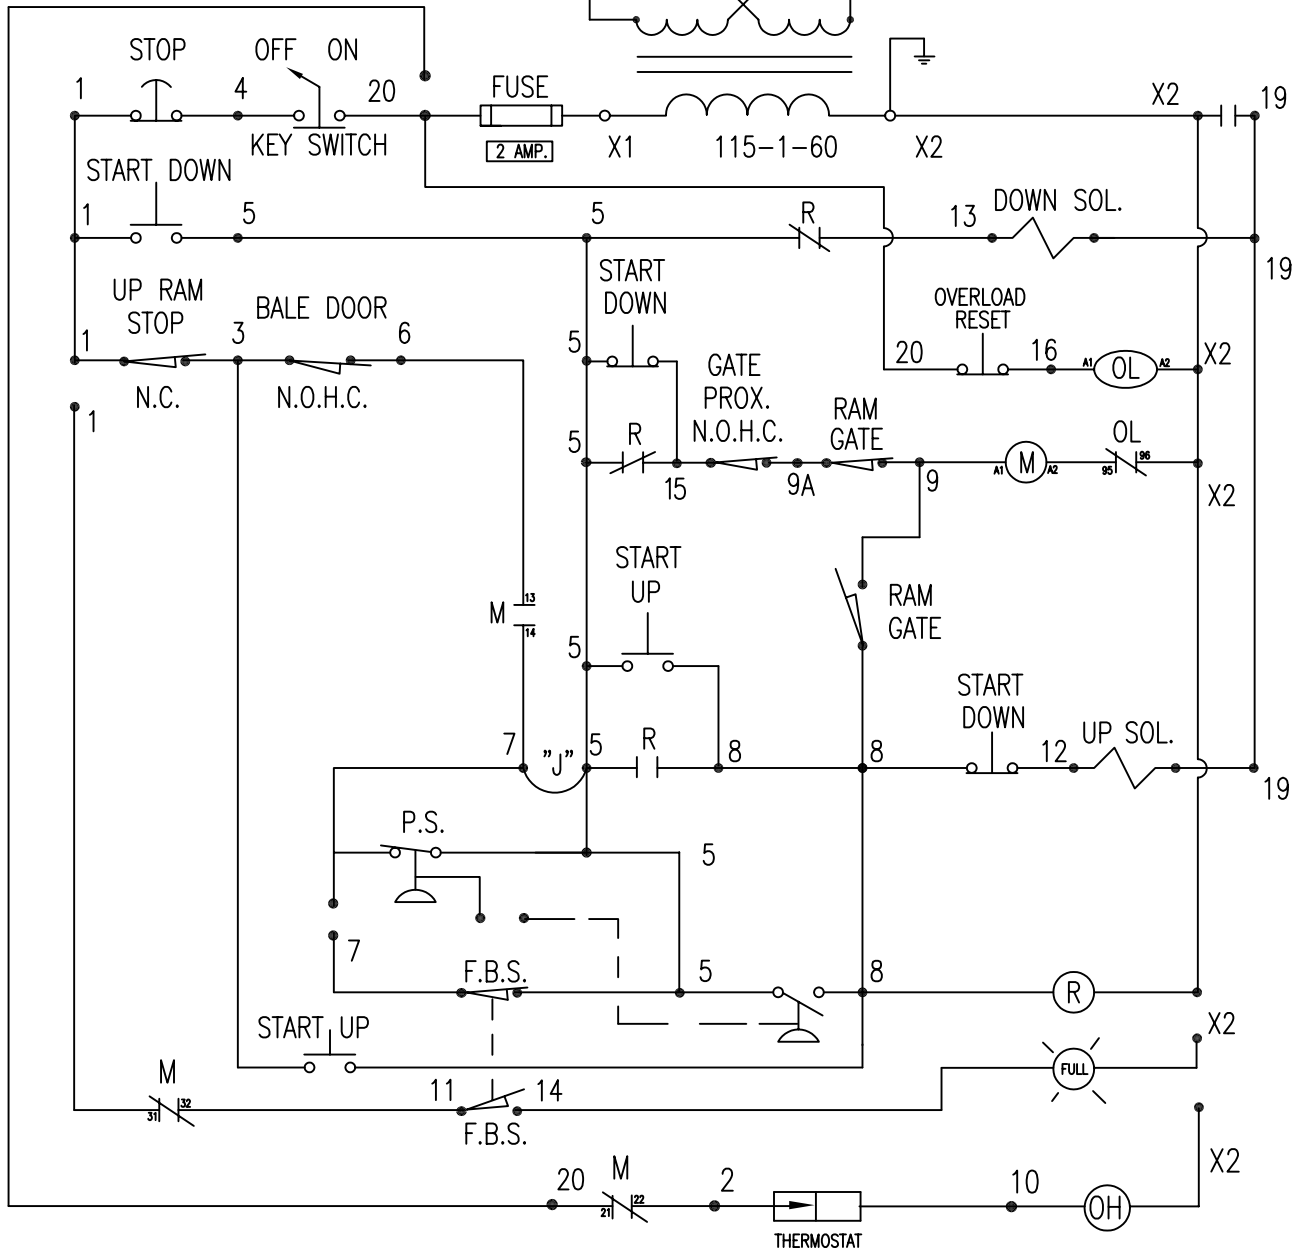 STOP
OFF ON
1
4
20
FUSE
X2
19
KEY SWITCH
2 AMP.
X1
115-1-60
X2
START DOWN
1
5
5
R
13
DOWN SOL.
19
UP RAM
STOP
BALE DOOR
START
DOWN
OVERLOAD
RESET
1
3
6
5
20
16
A1
OL
A2
X2
N.C.
N.O.H.C.
GATE
PROX.
N.O.H.C.
RAM
GATE
1
5
R
15
9A
9
A1
M
A2
OL
95
96
X2
START
UP
M
13
14
RAM
GATE
5
START
DOWN
7
"J"
5
R
8
8
12
UP SOL.
19
P.S.
5
7
F.B.S.
5
8
R
X2
START UP
FULL
M
31
32
11
14
F.B.S.
20
M
21
22
2
10
OH
X2
THERMOSTAT